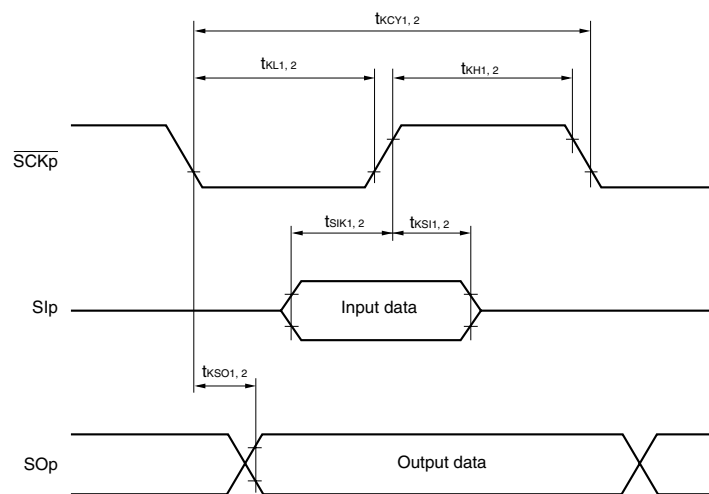 tKCY1, 2
tKL1, 2
tKH1, 2
SCKp
tSIK1, 2
tKSI1, 2
SIp
Input data
tKSO1, 2
SOp
Output data